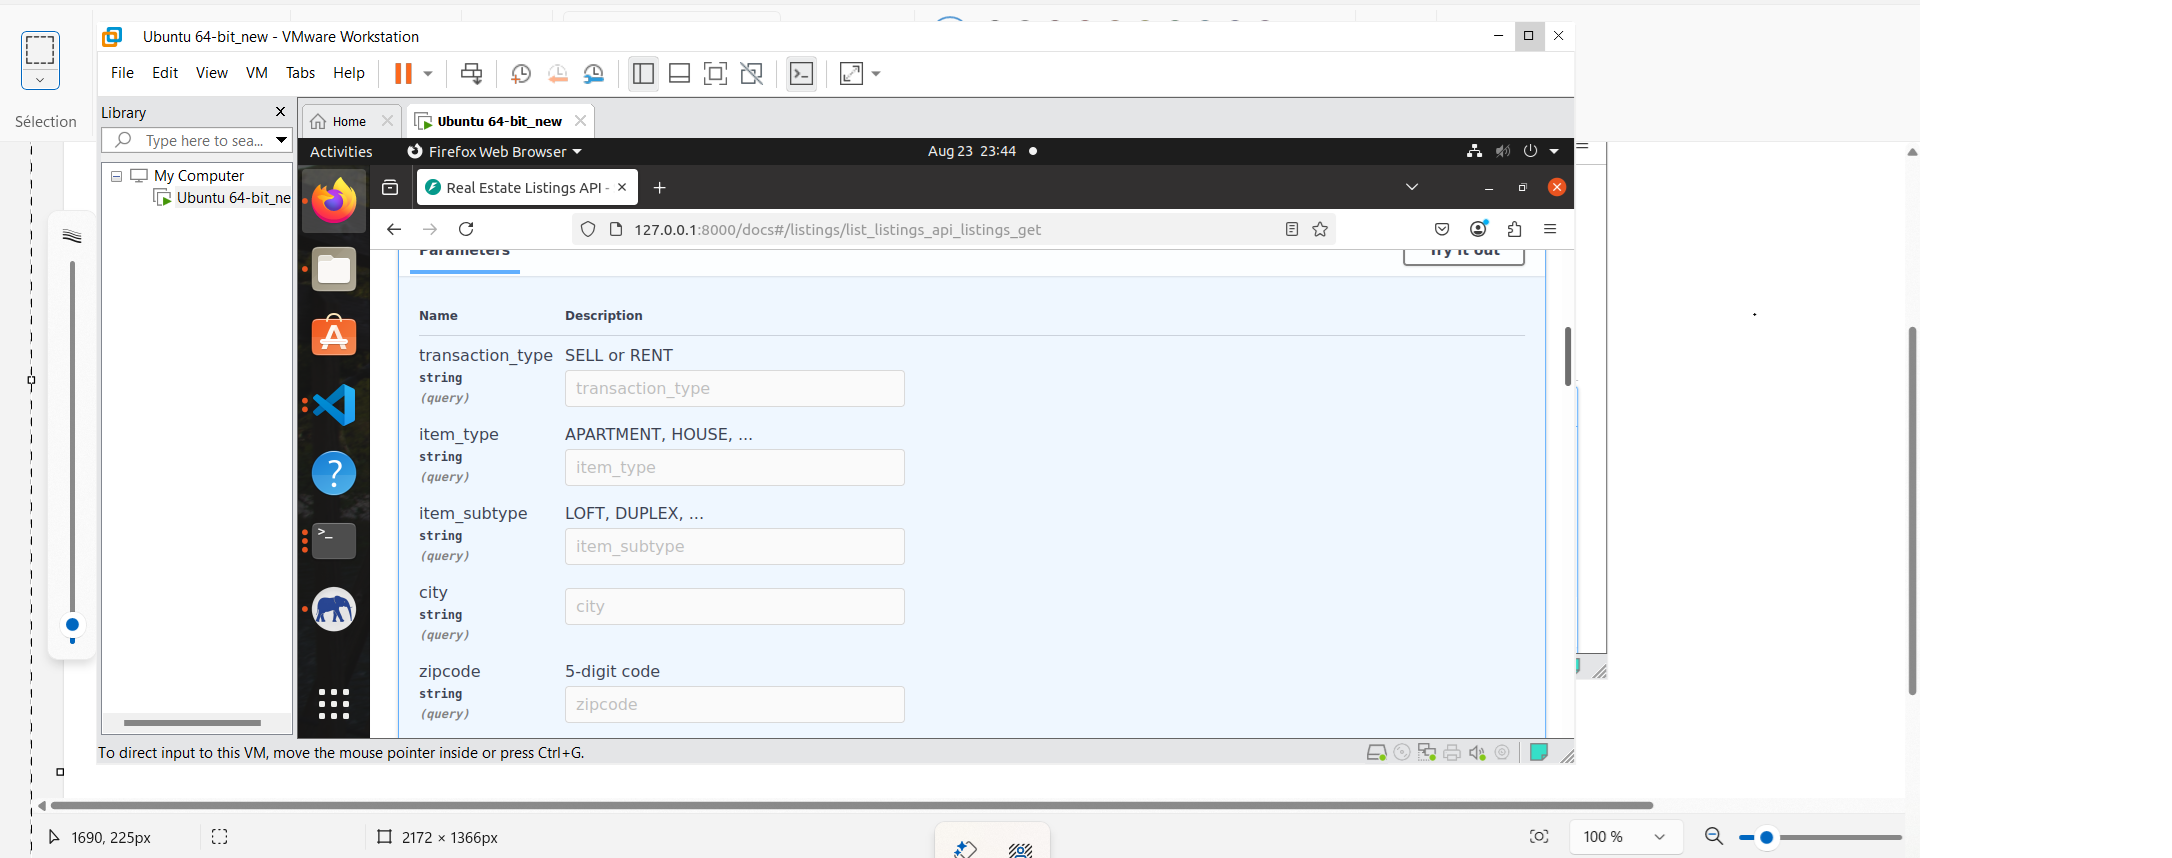 Ubuntu 64-bit_new - VMware Workstation
File Edit View VM Tabs Help
Sélection
Library
Type here to sea...
My Computer
Ubuntu 64-bit_ne
Home
Ubuntu 64-bit_new
Activities
Firefox Web Browser
Aug 23 23:44
Real Estate Listings API -
127.0.0.1:8000/docs#/listings/list_listings_api_listings_get
Parameters
Try it out
Name Description
transaction_type SELL or RENT
string
(query)
transaction_type
item_type APARTMENT, HOUSE, ...
string
(query)
item_type
item_subtype LOFT, DUPLEX, ...
string
(query)
item_subtype
city
string
(query)
city
zipcode 5-digit code
string
(query)
zipcode
To direct input to this VM, move the mouse pointer inside or press Ctrl+G.
1690, 225px
2172 × 1366px
100 %